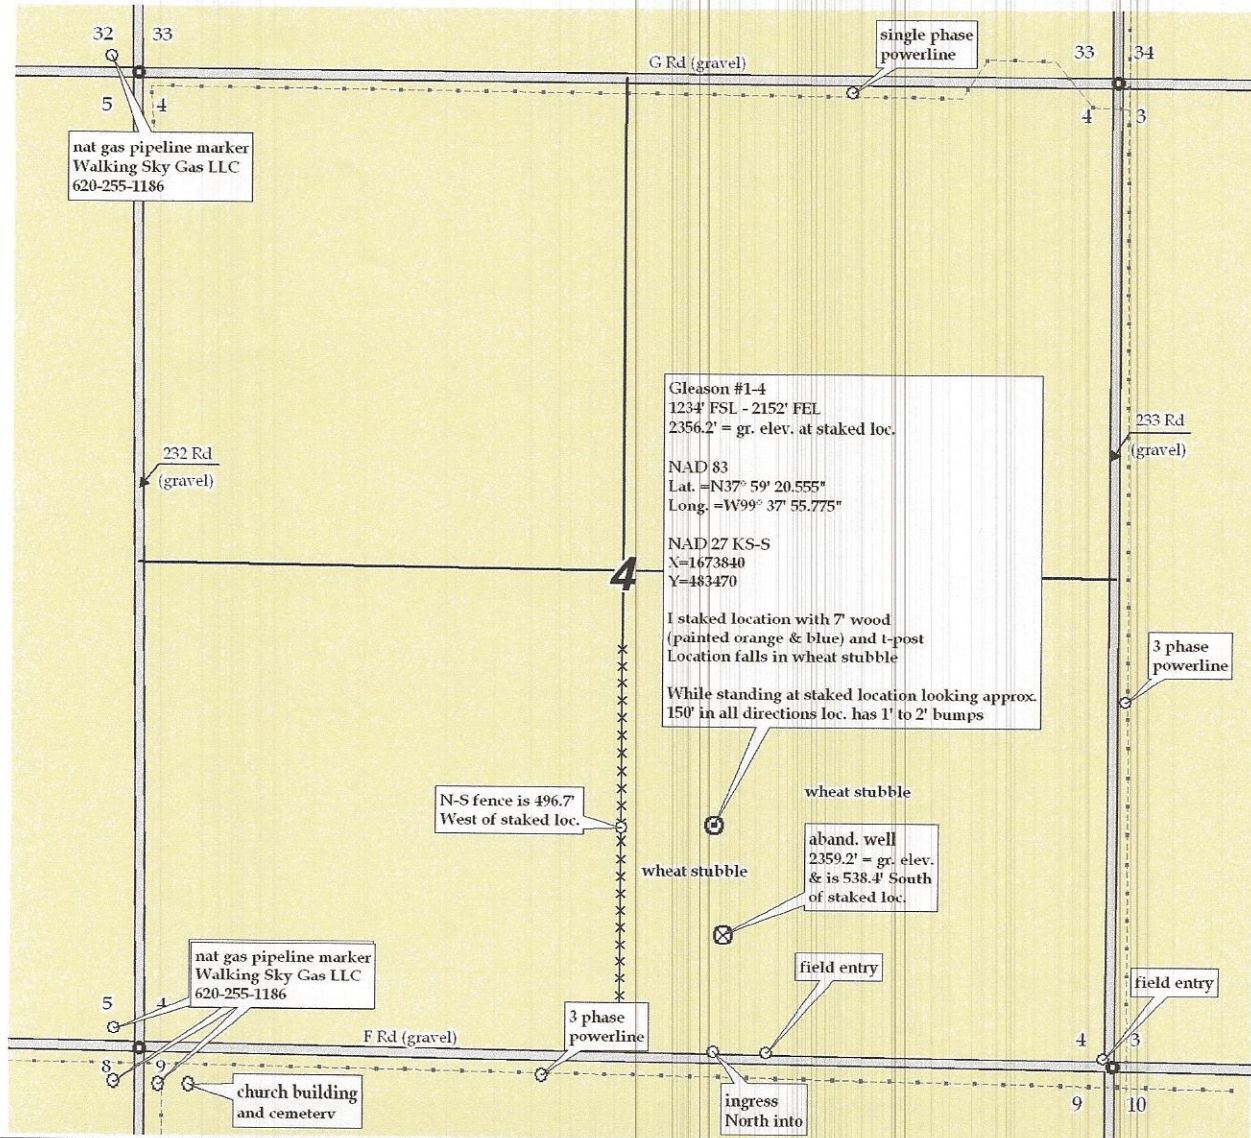 32
33
single phase
powerline
33
34
G Rd (gravel)
5
4
4
3
nat gas pipeline marker
Walking Sky Gas LLC
620-255-1186
Gleason #1-4
1234' FSL - 2152' FEL
2356.2' = gr. elev. at staked loc.
NAD 83
Lat. =N37° 59' 20.555"
Long. =W99° 37' 55.775"
NAD 27 KS-S
X=1673840
Y=483470
I staked location with 7' wood
(painted orange & blue) and t-post
Location falls in wheat stubble
While standing at staked location looking approx.
150' in all directions loc. has 1' to 2' bumps
232 Rd
(gravel)
233 Rd
(gravel)
4
3 phase
powerline
N-S fence is 496.7'
West of staked loc.
wheat stubble
aband. well
2359.2' = gr. elev.
& is 538.4' South
of staked loc.
wheat stubble
nat gas pipeline marker
Walking Sky Gas LLC
620-255-1186
field entry
field entry
5
4
3 phase
powerline
F Rd (gravel)
4
3
8
9
church building
and cemetery
ingress
North into
9
10